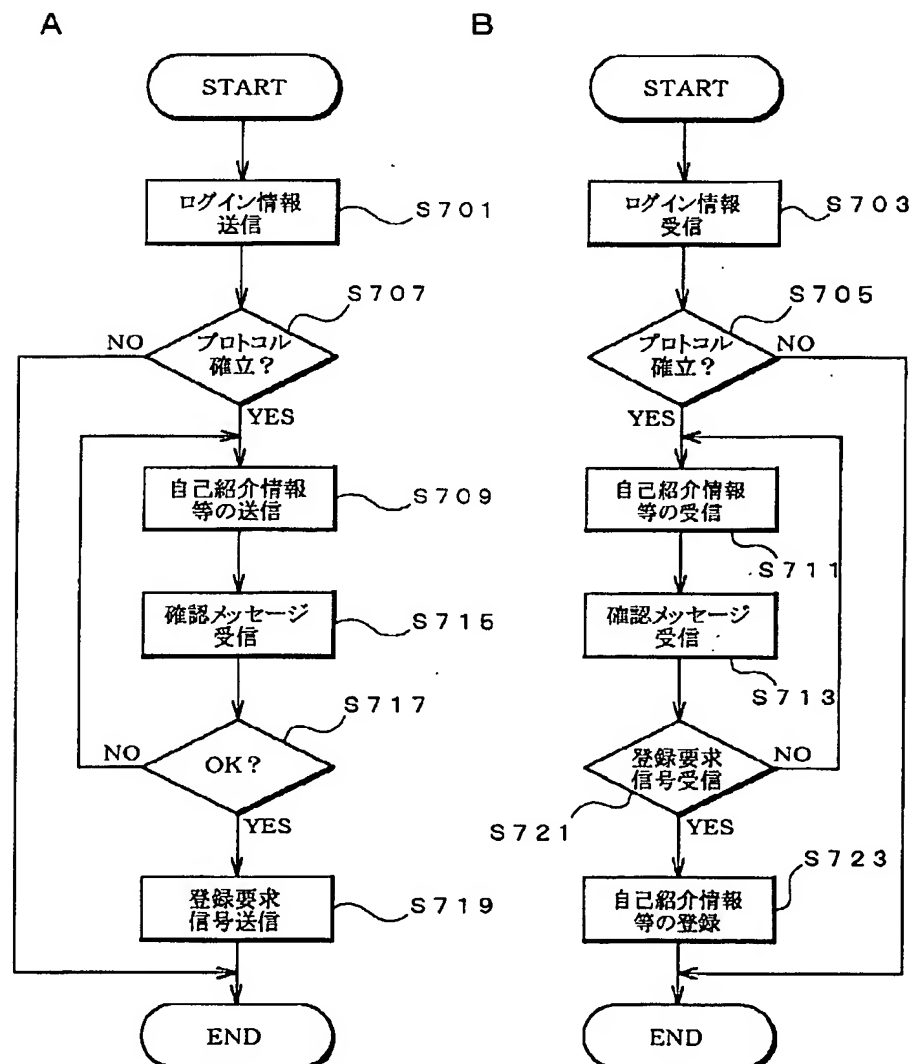 A
START
ログイン情報
送信
S701
S707
プロトコル
確立?
NO
YES
自己紹介情報
等の送信
S709
確認メッセージ
受信
S715
S717
OK?
NO
YES
登録要求
信号送信
S719
END
B
START
ログイン情報
受信
S703
S705
プロトコル
確立?
NO
YES
自己紹介情報
等の受信
S711
確認メッセージ
受信
S713
登録要求
信号受信
NO
S721
YES
S723
自己紹介情報
等の登録
END